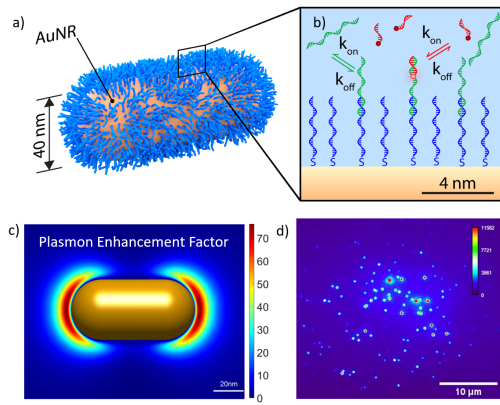 a)
AuNR
40 nm
b)
k_on
k_off
k_on
k_off
S S S S S S S
4 nm
c)
Plasmon Enhancement Factor
70
60
50
40
30
20
10
0
20nm
d)
11582
7721
3861
0
10 µm